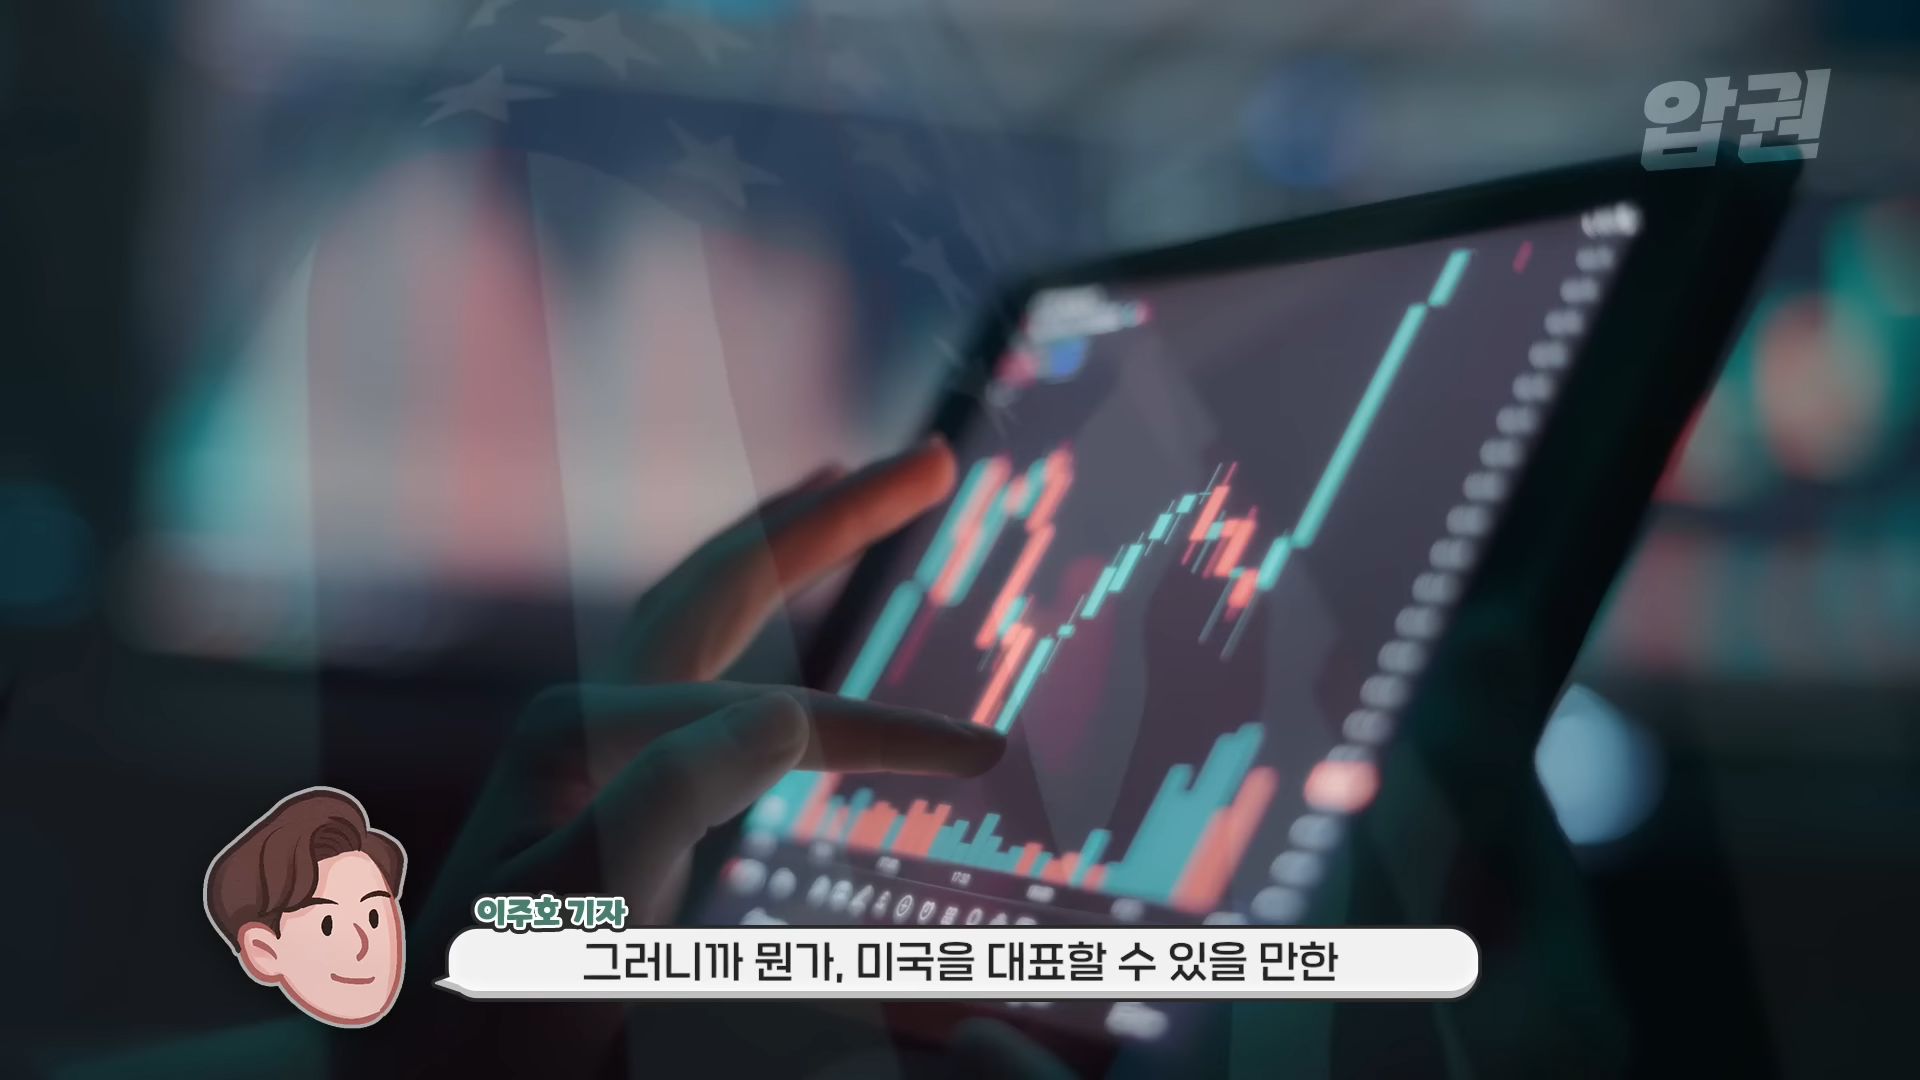 압권
이주호 기자
그러니까 뭔가, 미국을 대표할 수 있을 만한